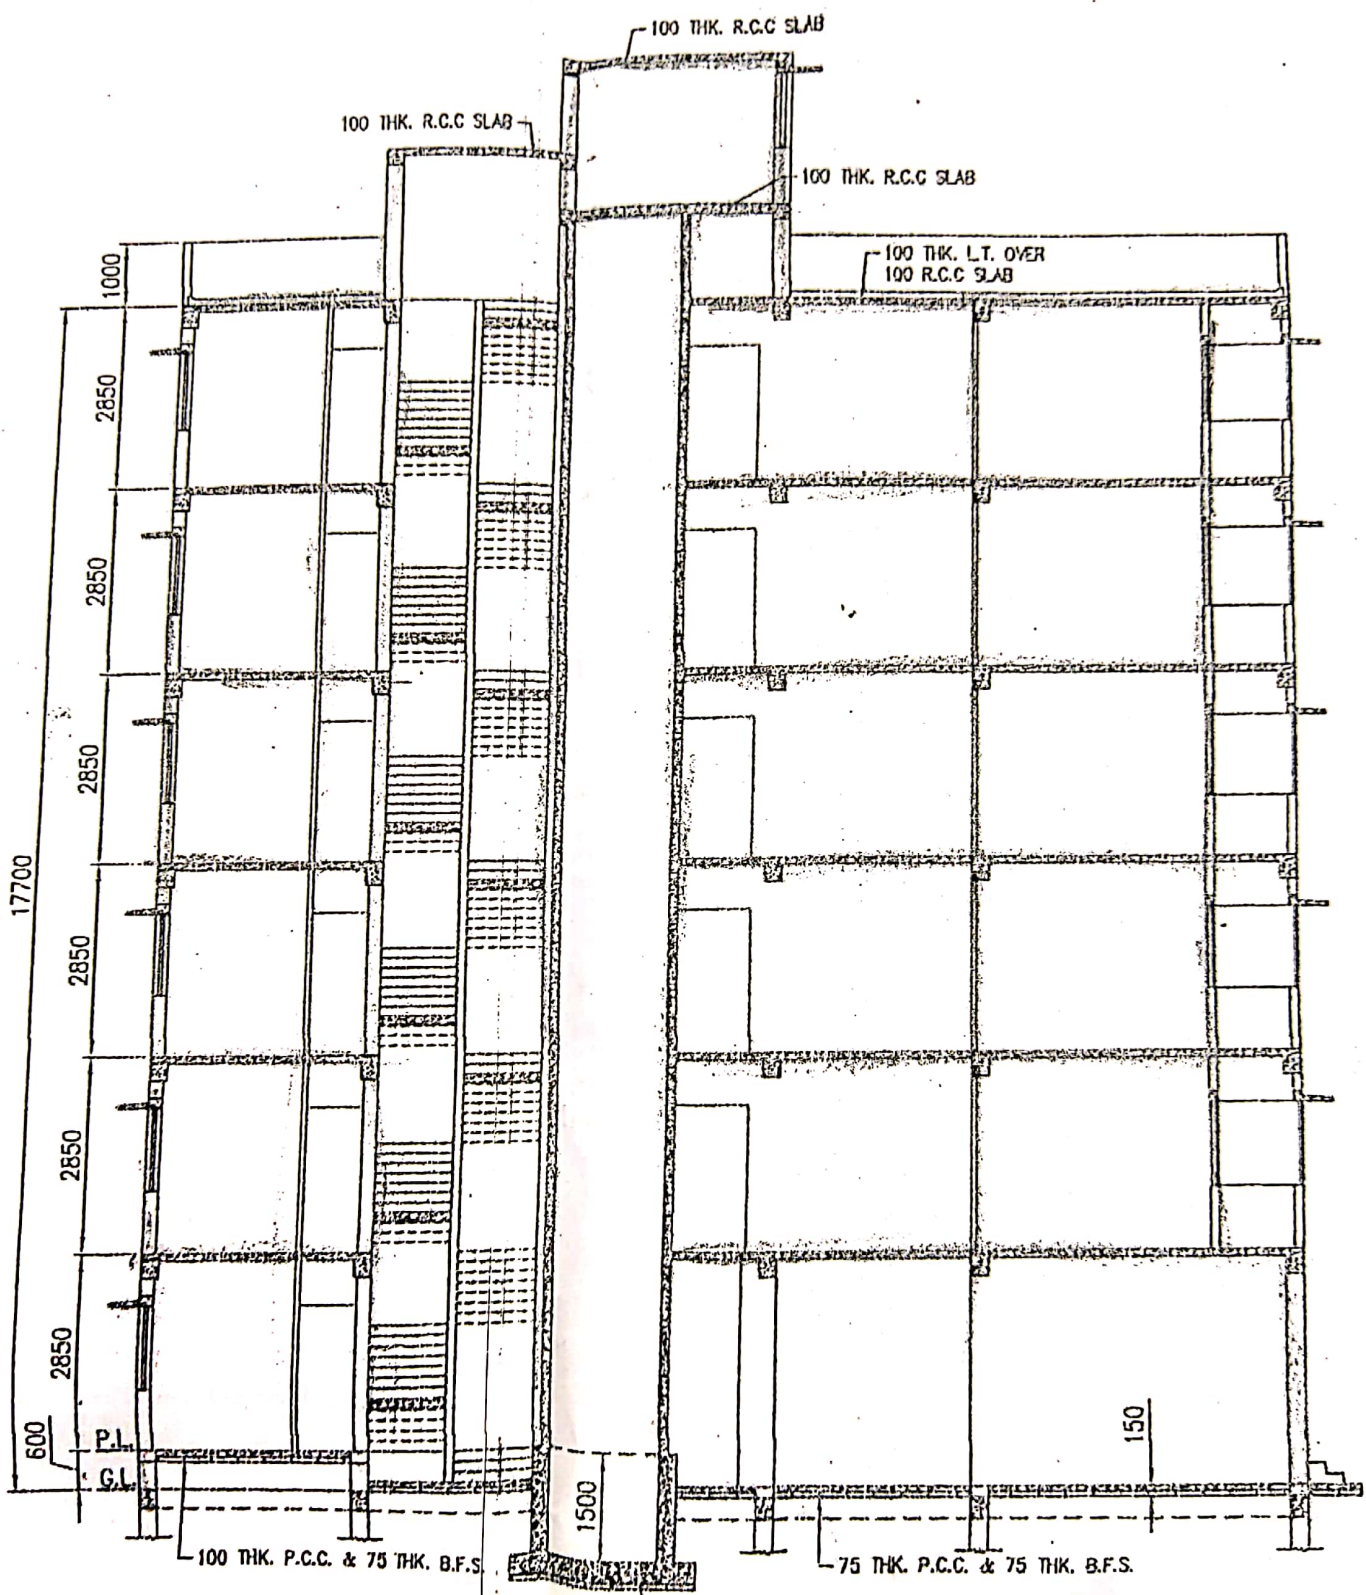 100 THK. R.C.C SLAB
100 THK. R.C.C SLAB
100 THK. R.C.C SLAB
100 THK. L.T. OVER
100 R.C.C SLAB
1000
2850
2850
2850
17700
2850
2850
2850
600
P.L.
G.L.
1500
150
100 THK. P.C.C. & 75 THK. B.F.S.
75 THK. P.C.C. & 75 THK. B.F.S.